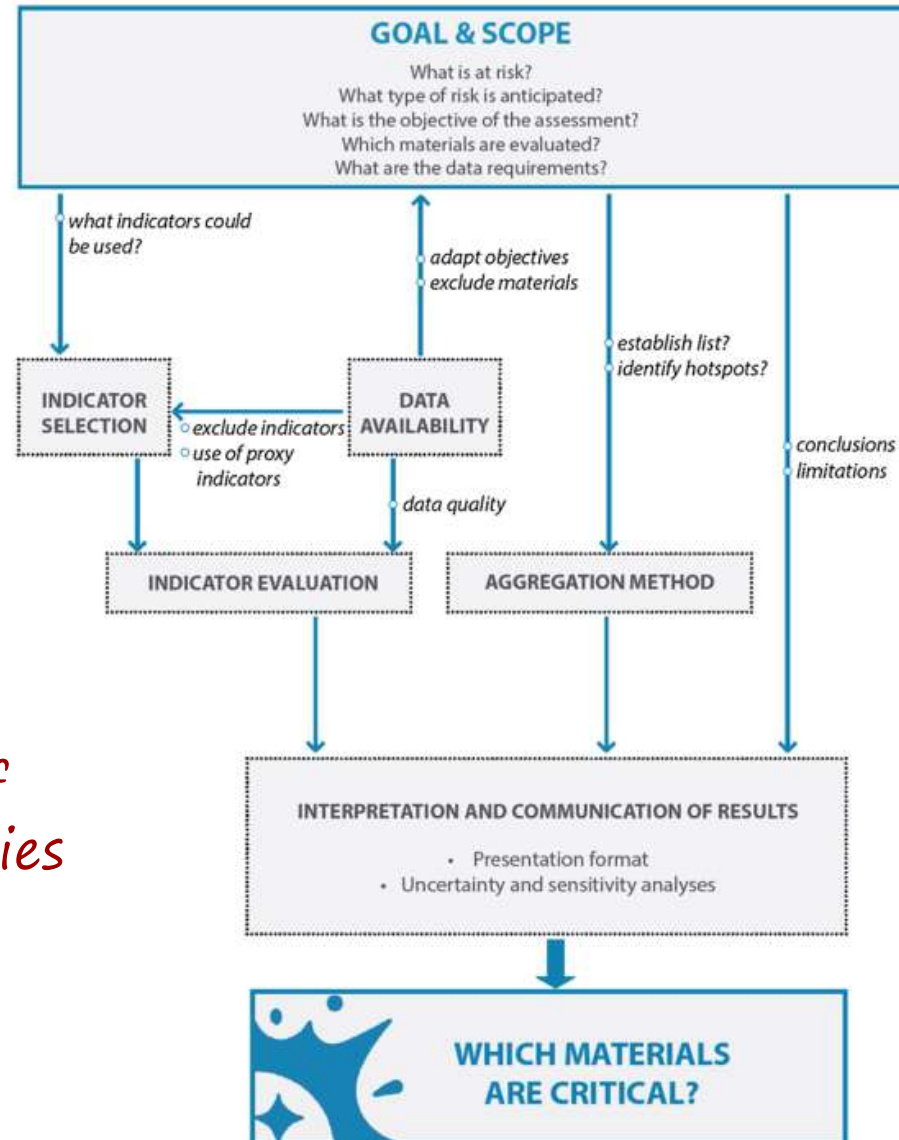 GOAL & SCOPE
What is at risk?
What type of risk is anticipated?
What is the objective of the assessment?
Which materials are evaluated?
What are the data requirements?
what indicators could
be used?
adapt objectives
exclude materials
establish list?
identify hotspots?
conclusions
limitations
INDICATOR
SELECTION
DATA
AVAILABILITY
exclude indicators
use of proxy
indicators
data quality
INDICATOR EVALUATION
AGGREGATION METHOD
ies
INTERPRETATION AND COMMUNICATION OF RESULTS
• Presentation format
• Uncertainty and sensitivity analyses
WHICH MATERIALS
ARE CRITICAL?